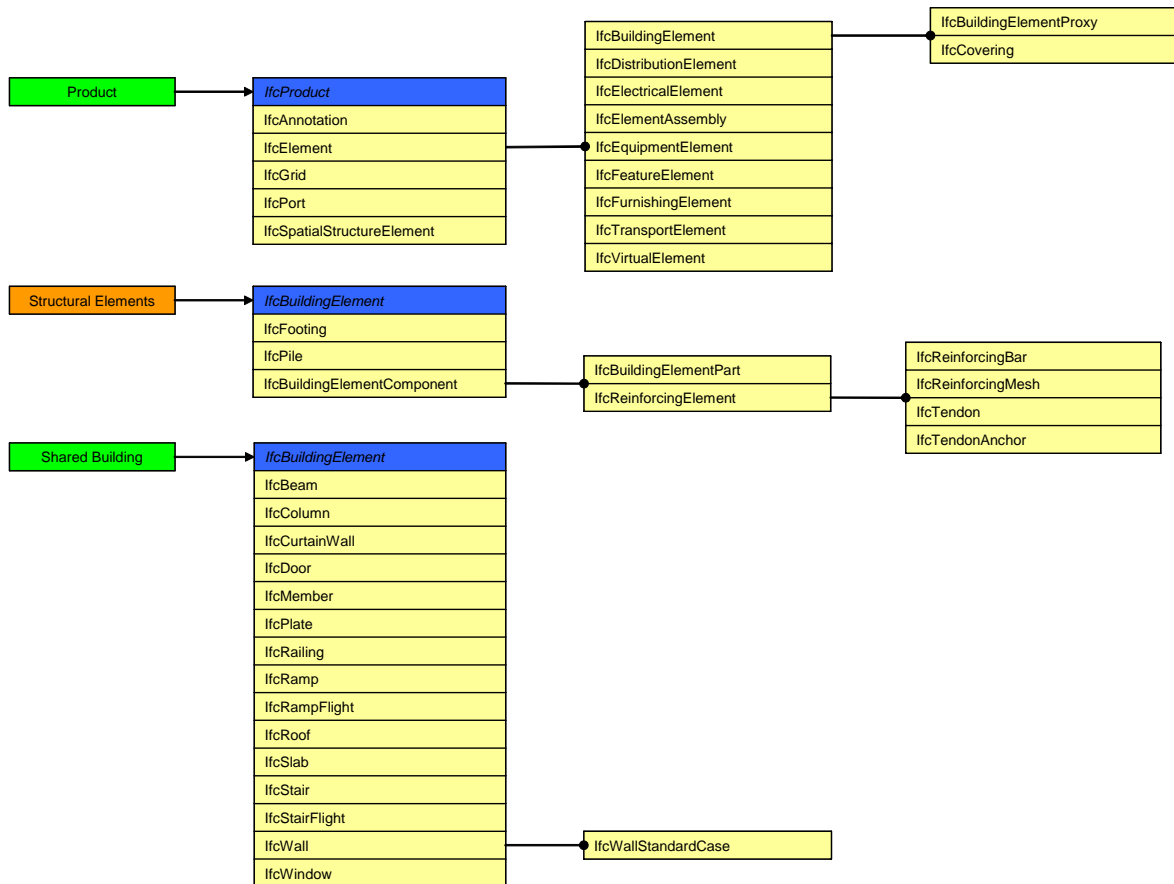 Product
IfcProduct
IfcAnnotation
IfcElement
IfcGrid
IfcPort
IfcSpatialStructureElement
IfcBuildingElement
IfcDistributionElement
IfcElectricalElement
IfcElementAssembly
IfcEquipmentElement
IfcFeatureElement
IfcFurnishingElement
IfcTransportElement
IfcVirtualElement
IfcBuildingElementProxy
IfcCovering
Structural Elements
IfcBuildingElement
IfcFooting
IfcPile
IfcBuildingElementComponent
IfcBuildingElementPart
IfcReinforcingElement
IfcReinforcingBar
IfcReinforcingMesh
IfcTendon
IfcTendonAnchor
Shared Building
IfcBuildingElement
IfcBeam
IfcColumn
IfcCurtainWall
IfcDoor
IfcMember
IfcPlate
IfcRailing
IfcRamp
IfcRampFlight
IfcRoof
IfcSlab
IfcStair
IfcStairFlight
IfcWall
IfcWindow
IfcWallStandardCase